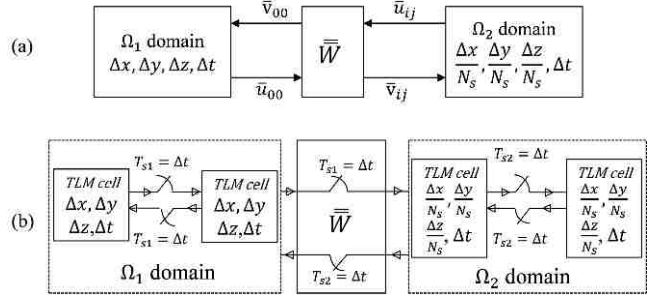 (a)
Ω₁ domain
Δx, Δy, Δz, Δt
v̅₀₀
u̅₀₀
W̿
u̅ᵢⱼ
v̅ᵢⱼ
Ω₂ domain
Δx/Nₛ, Δy/Nₛ, Δz/Nₛ, Δt
(b)
TLM cell
Δx, Δy
Δz,Δt
Tₛ₁ = Δt
Tₛ₁ = Δt
TLM cell
Δx, Δy
Δz, Δt
Ω₁ domain
Tₛ₁ = Δt
W̿
Tₛ₂ = Δt
TLM cell
Δx/Nₛ, Δy/Nₛ
Δz/Nₛ, Δt
Tₛ₂ = Δt
Tₛ₂ = Δt
TLM cell
Δx/Nₛ, Δy/Nₛ
Δz/Nₛ, Δt
Ω₂ domain